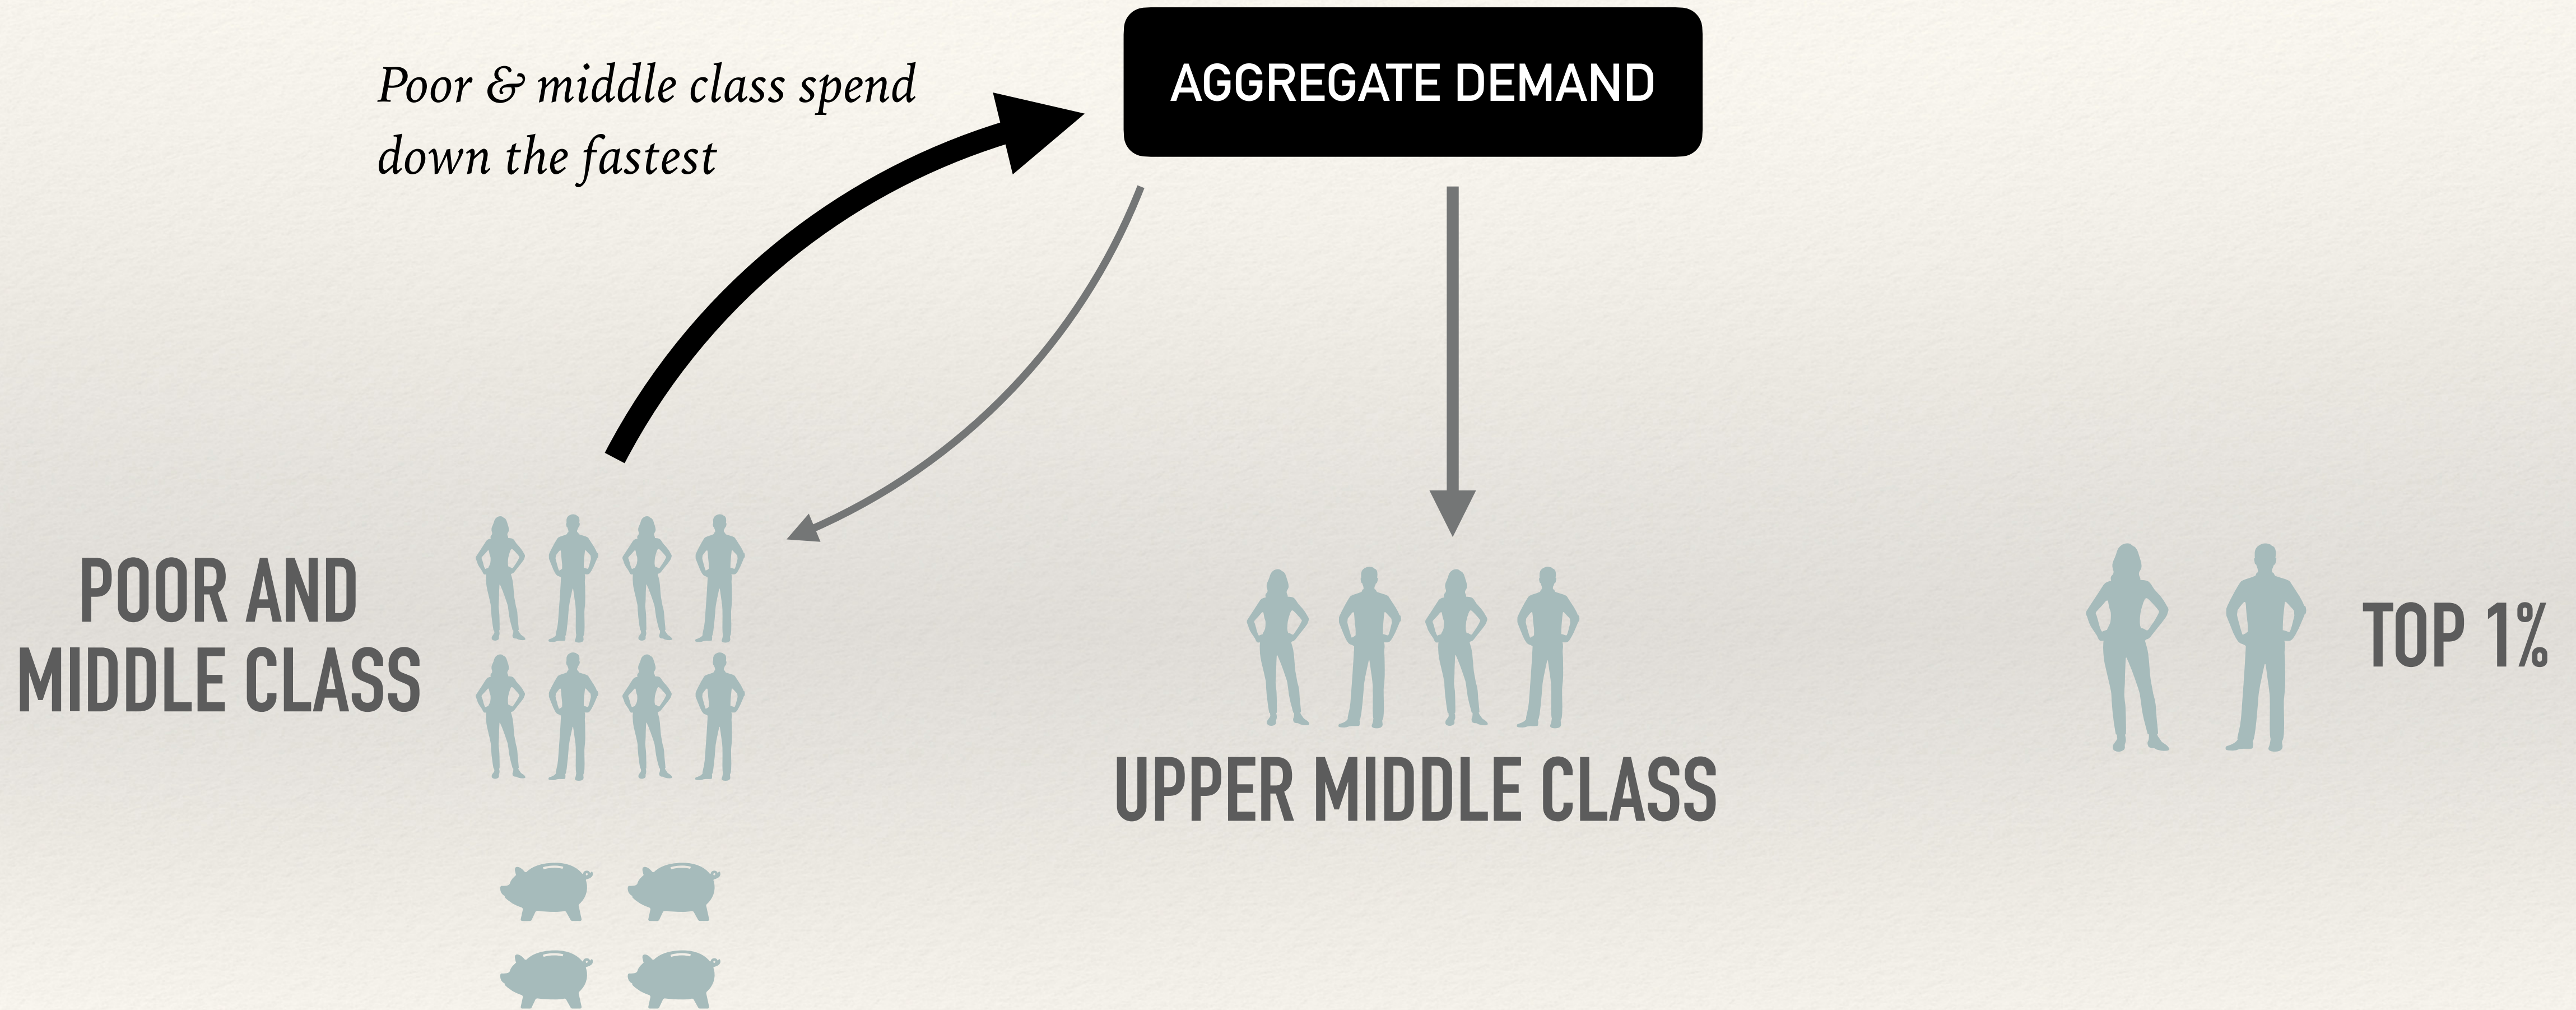 Poor & middle class spend
down the fastest
AGGREGATE DEMAND
POOR AND
MIDDLE CLASS
UPPER MIDDLE CLASS
TOP 1%